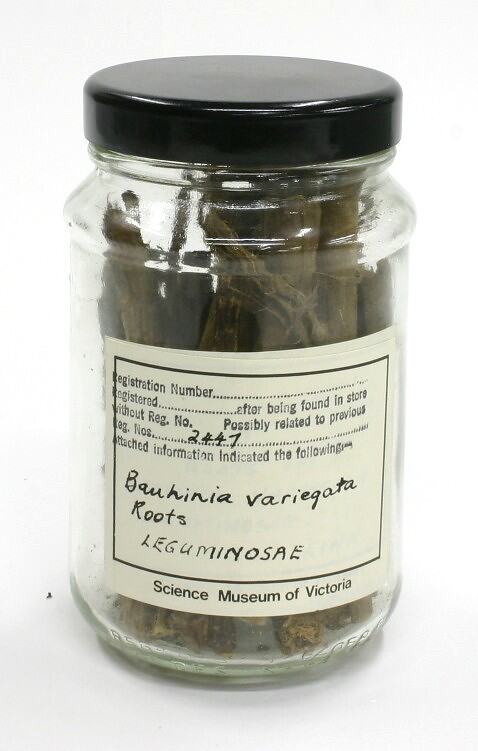 Registration Number..............................
Registered..................after being found in store
without Reg. No.       Possibly related to previous
Reg. Nos........2447..............................
Attached information indicated the following:-
Bauhinia variegata
Roots
LEGUMINOSAE
Science Museum of Victoria